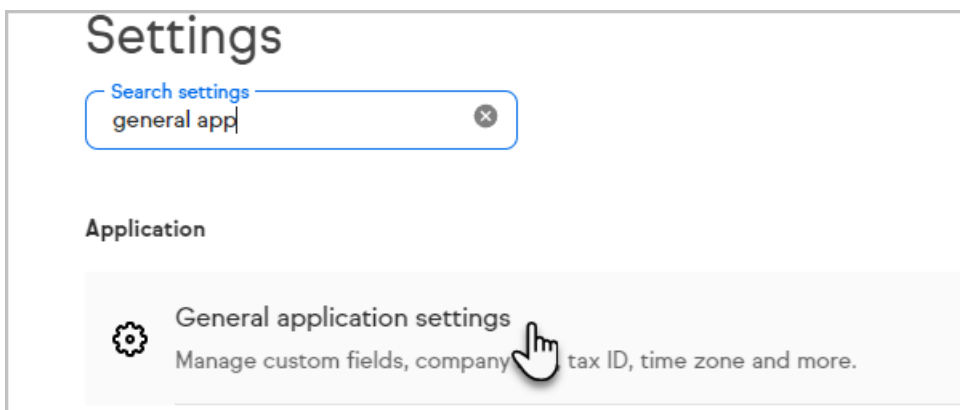 Settings
Search settings
general app
Application
General application settings
Manage custom fields, company tax ID, time zone and more.